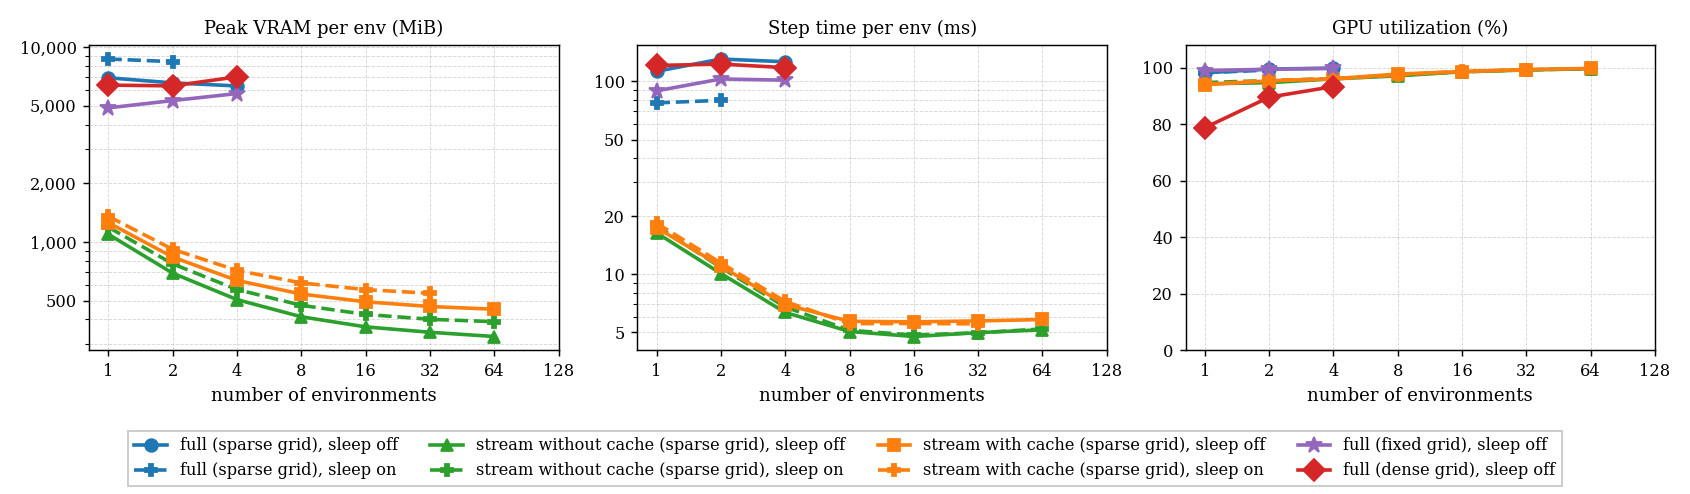 Peak VRAM per env (MiB)
10,000
5,000
2,000
1,000
500
1 2 4 8 16 32 64 128
number of environments
Step time per env (ms)
100
50
20
10
5
1 2 4 8 16 32 64 128
number of environments
GPU utilization (%)
100
80
60
40
20
0
1 2 4 8 16 32 64 128
number of environments
full (sparse grid), sleep off
full (sparse grid), sleep on
stream without cache (sparse grid), sleep off
stream without cache (sparse grid), sleep on
stream with cache (sparse grid), sleep off
stream with cache (sparse grid), sleep on
full (fixed grid), sleep off
full (dense grid), sleep off